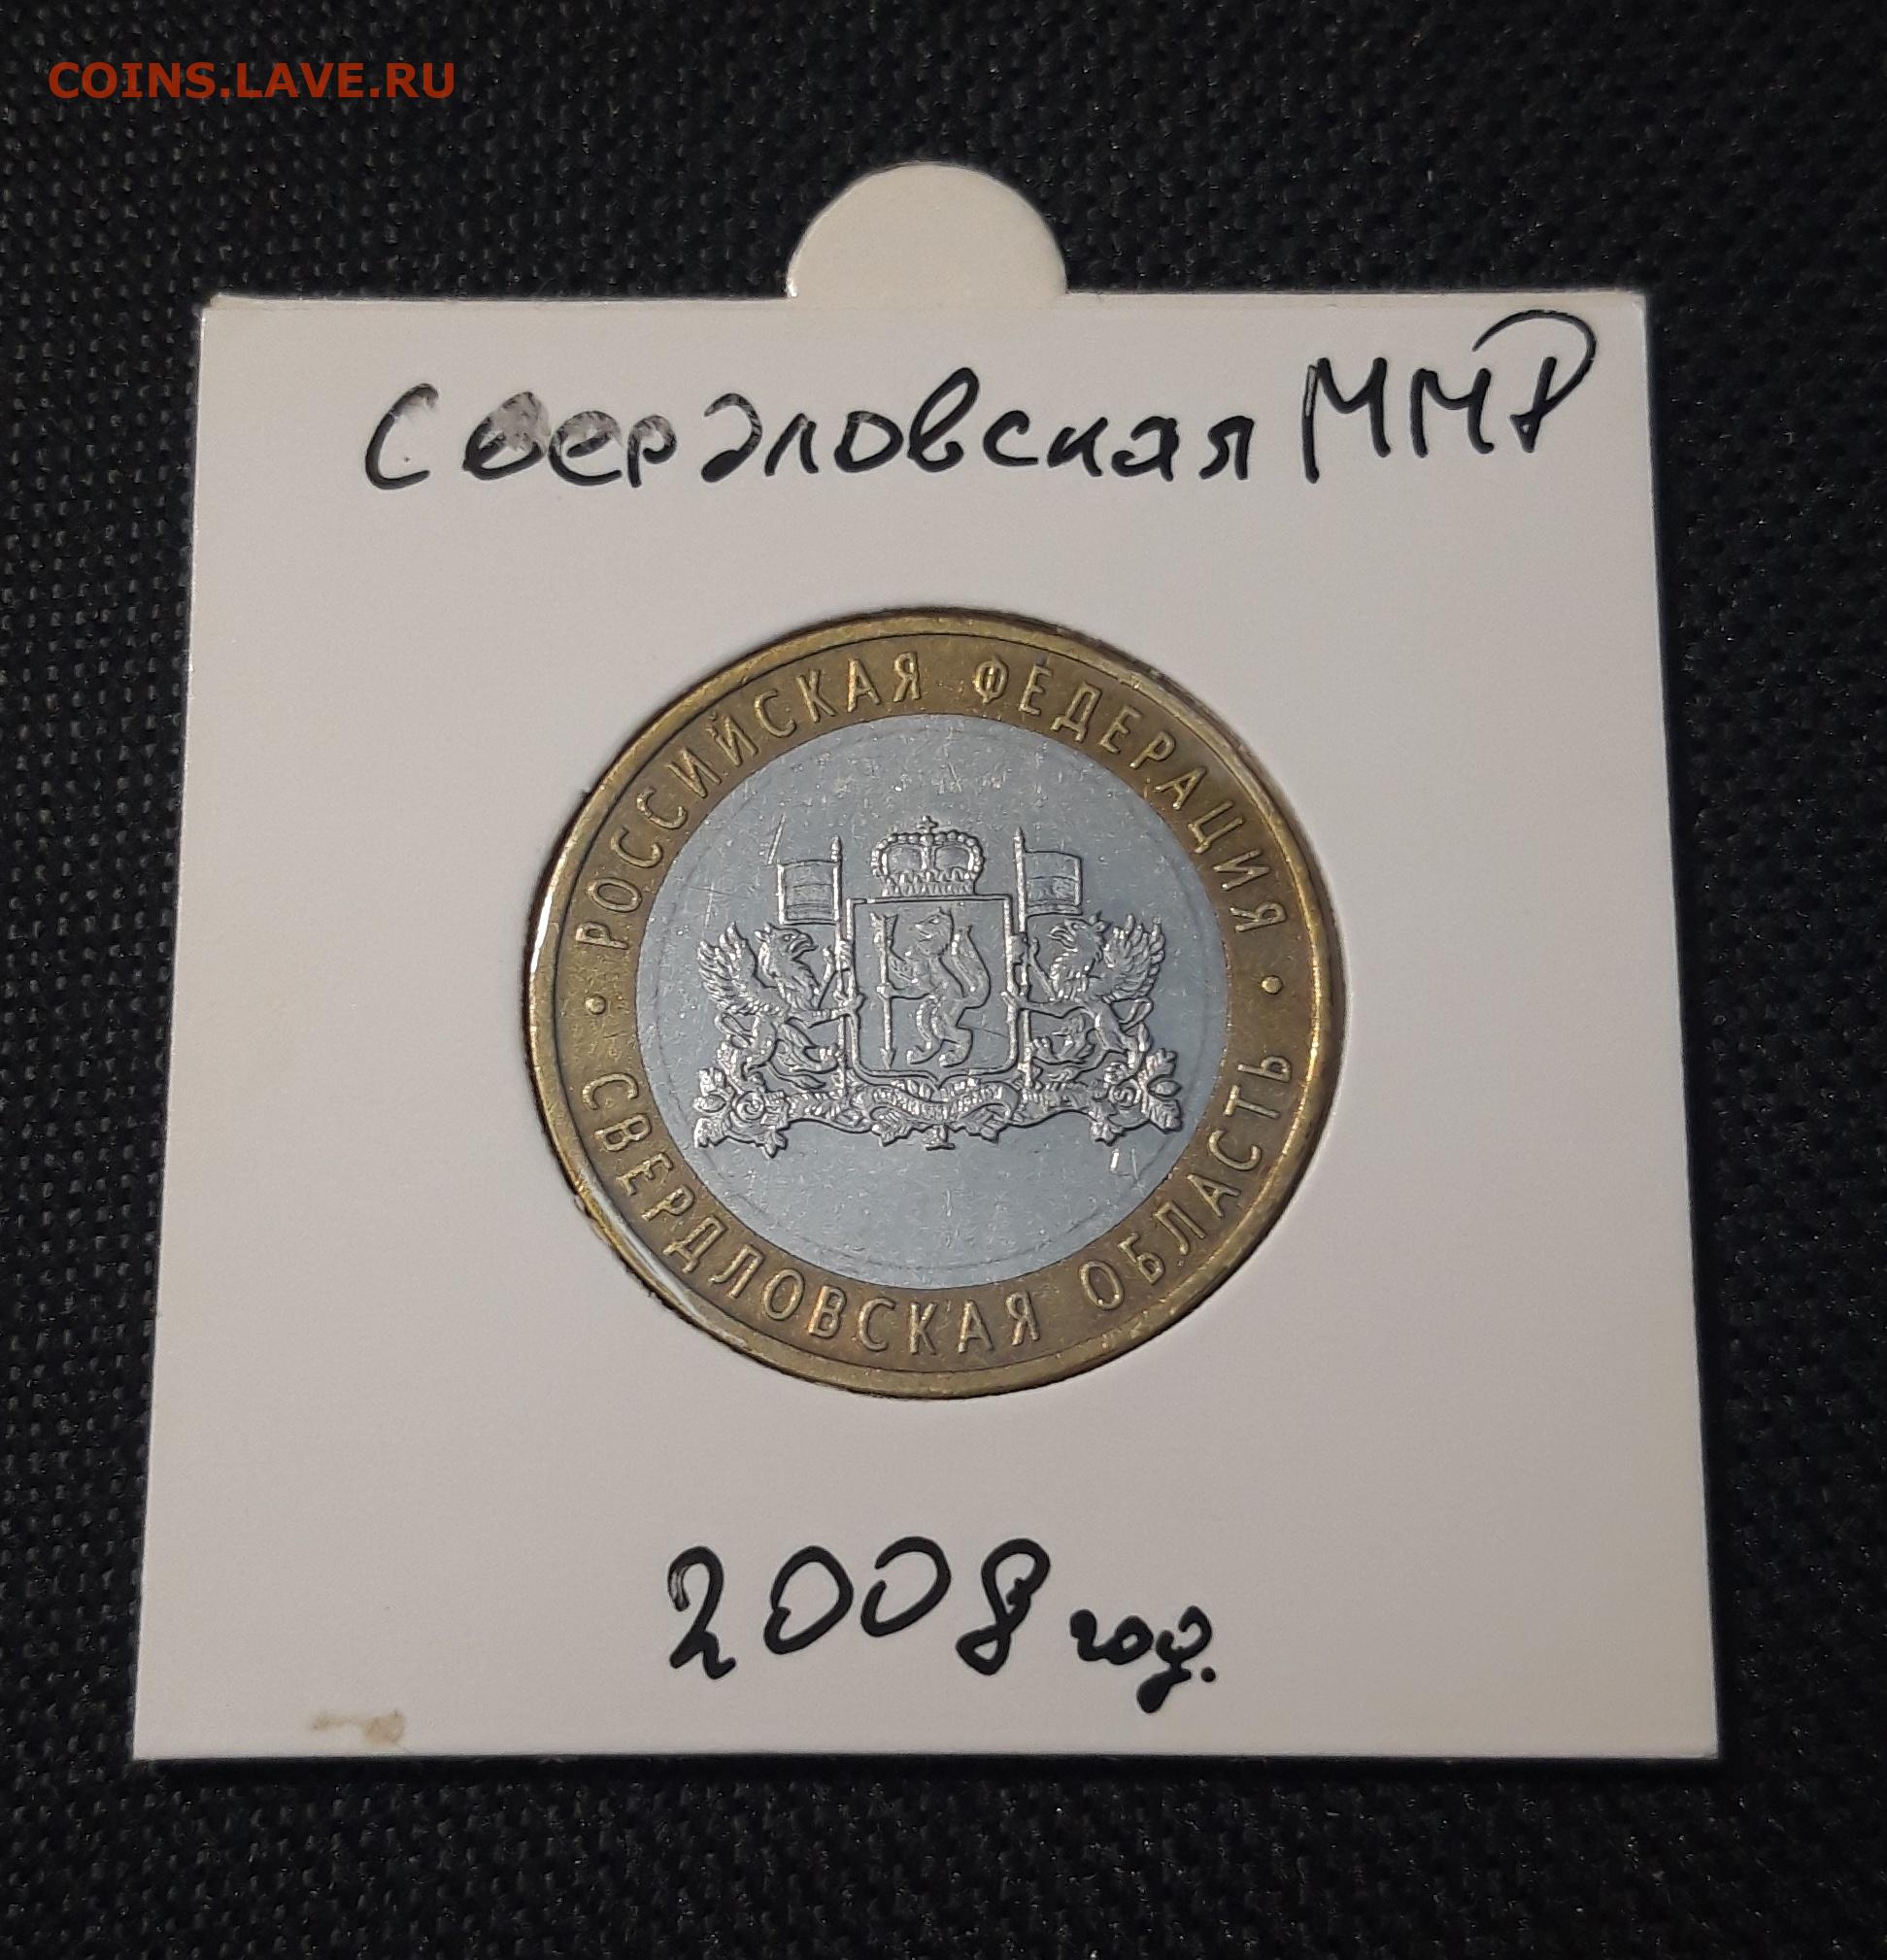 COINS.LAVE.RU
Свердловская ММД
РОССИЙСКАЯ ФЕДЕРАЦИЯ
СВЕРДЛОВСКАЯ ОБЛАСТЬ
2008 год.